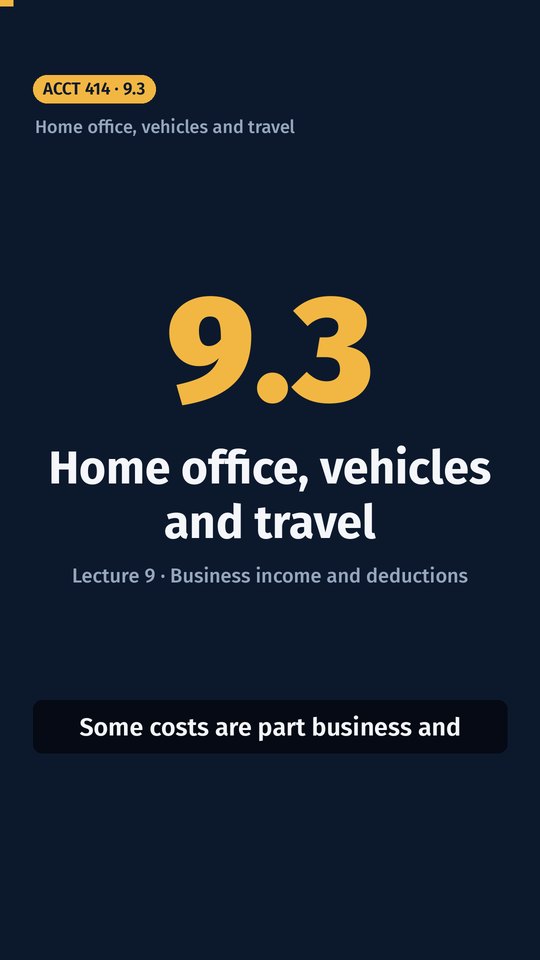 ACCT 414 · 9.3
Home office, vehicles and travel
9.3
Home office, vehicles
and travel
Lecture 9 · Business income and deductions
Some costs are part business and